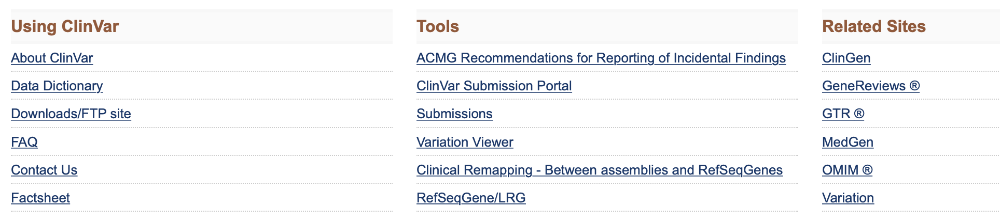 Using ClinVar
About ClinVar
Data Dictionary
Downloads/FTP site
FAQ
Contact Us
Factsheet
Tools
ACMG Recommendations for Reporting of Incidental Findings
ClinVar Submission Portal
Submissions
Variation Viewer
Clinical Remapping - Between assemblies and RefSeqGenes
RefSeqGene/LRG
Related Sites
ClinGen
GeneReviews ®
GTR ®
MedGen
OMIM ®
Variation